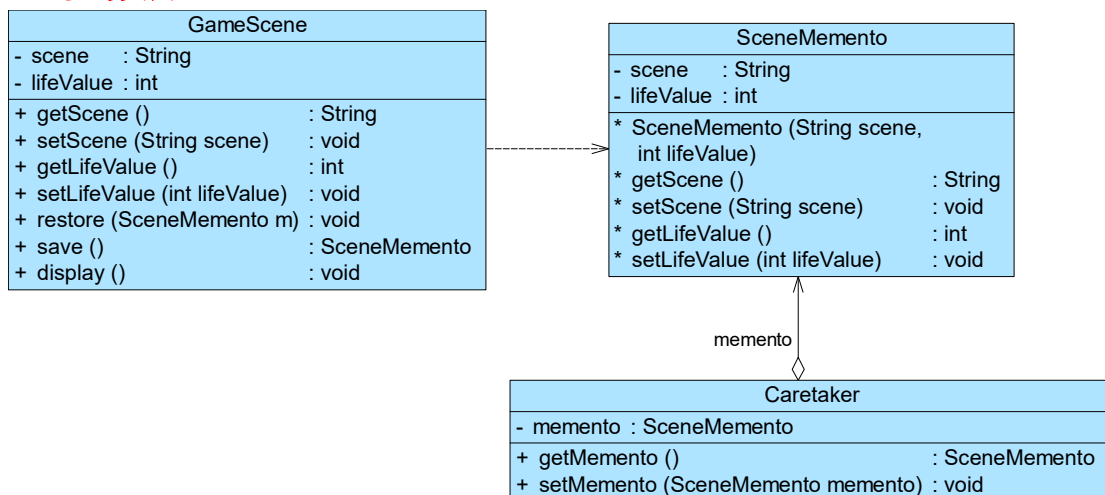 GameScene
- scene : String
- lifeValue : int
+ getScene () : String
+ setScene (String scene) : void
+ getLifeValue () : int
+ setLifeValue (int lifeValue) : void
+ restore (SceneMemento m) : void
+ save () : SceneMemento
+ display () : void
SceneMemento
- scene : String
- lifeValue : int
* SceneMemento (String scene,
int lifeValue)
* getScene () : String
* setScene (String scene) : void
* getLifeValue () : int
* setLifeValue (int lifeValue) : void
memento
Caretaker
- memento : SceneMemento
+ getMemento () : SceneMemento
+ setMemento (SceneMemento memento) : void